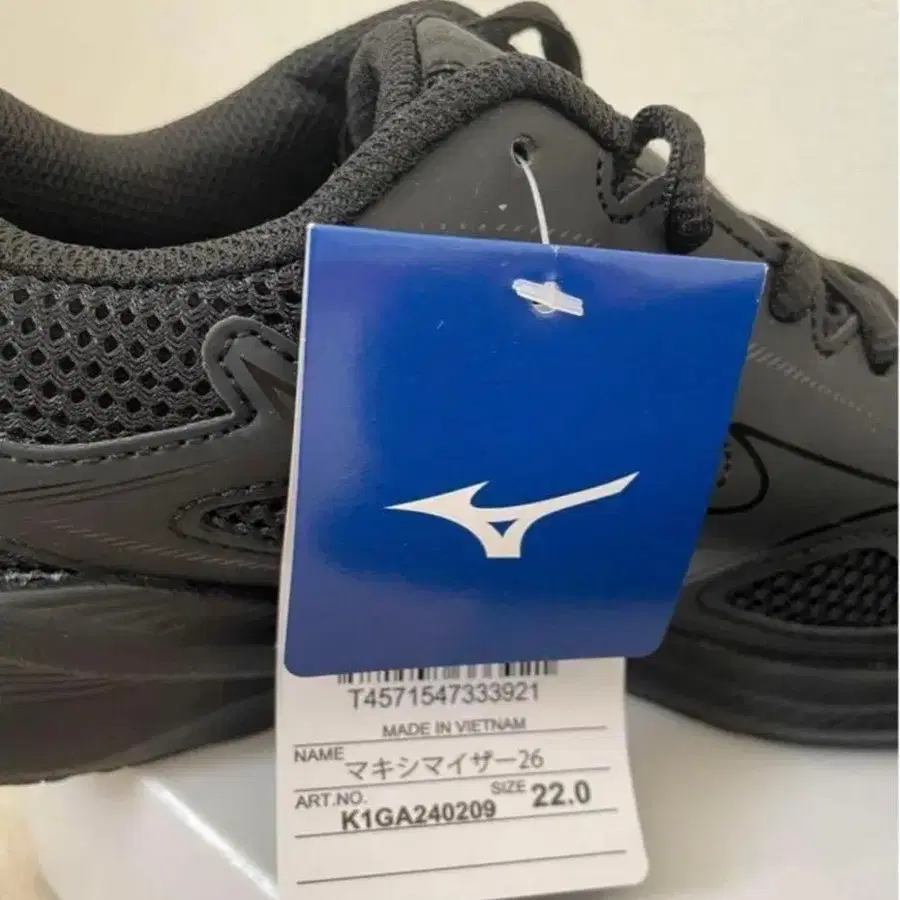 T4571547333921
MADE IN VIETNAM
NAME マキシマイザー26
ART.NO. K1GA240209 SIZE 22.0